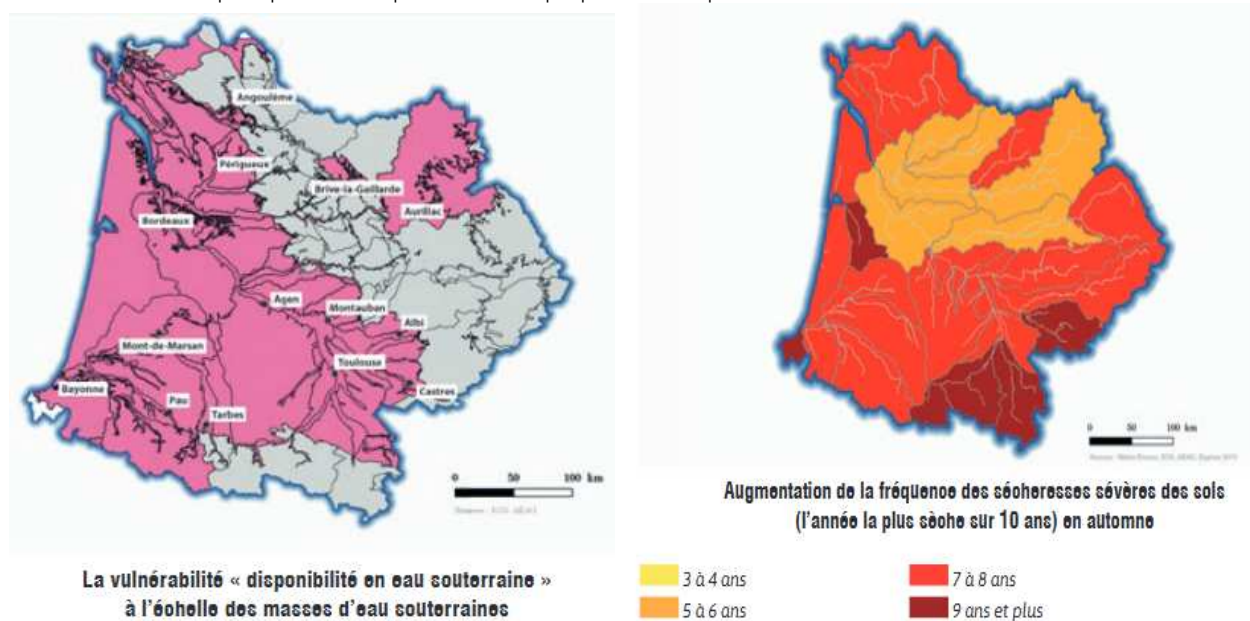 Angoulême
Périgueux
Brive-la-Gaillarde
Aurillac
Bordeaux
Agen
Montauban
Albi
Mont-de-Marsan
Toulouse
Bayonne
Castres
Pau
Tarbes
0 50 100 km
La vulnérabilité « disponibilité en eau souterraine »
à l'échelle des masses d'eau souterraines
0 50 100 km
Augmentation de la fréquence des sécheresses sévères des sols
(l'année la plus sèche sur 10 ans) en automne
3 à 4 ans
7 à 8 ans
5 à 6 ans
9 ans et plus